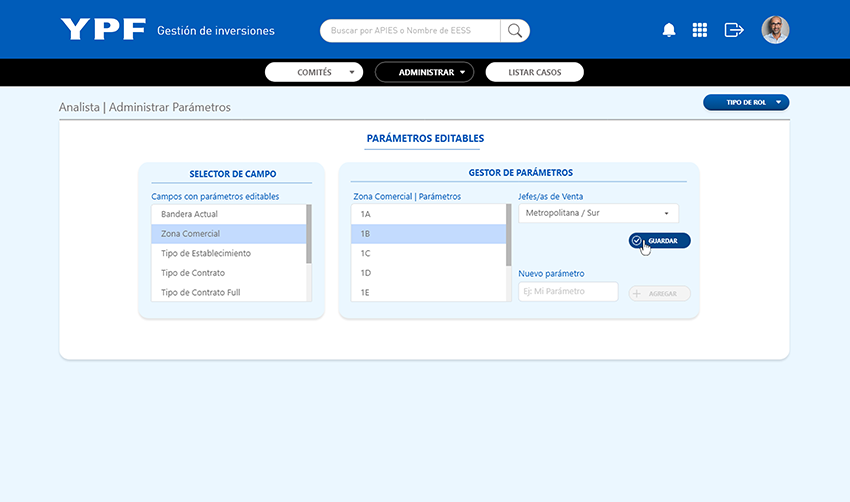 YPF Gestión de inversiones
Buscar por APIES o Nombre de EESS
COMITÉS
ADMINISTRAR
LISTAR CASOS
Analista | Administrar Parámetros
TIPO DE ROL
PARÁMETROS EDITABLES
SELECTOR DE CAMPO
Campos con parámetros editables
Bandera Actual
Zona Comercial
Tipo de Establecimiento
Tipo de Contrato
Tipo de Contrato Full
GESTOR DE PARÁMETROS
Zona Comercial | Parámetros
1A
1B
1C
1D
1E
Jefes/as de Venta
Metropolitana / Sur
GUARDAR
Nuevo parámetro
Ej: Mi Parámetro
AGREGAR